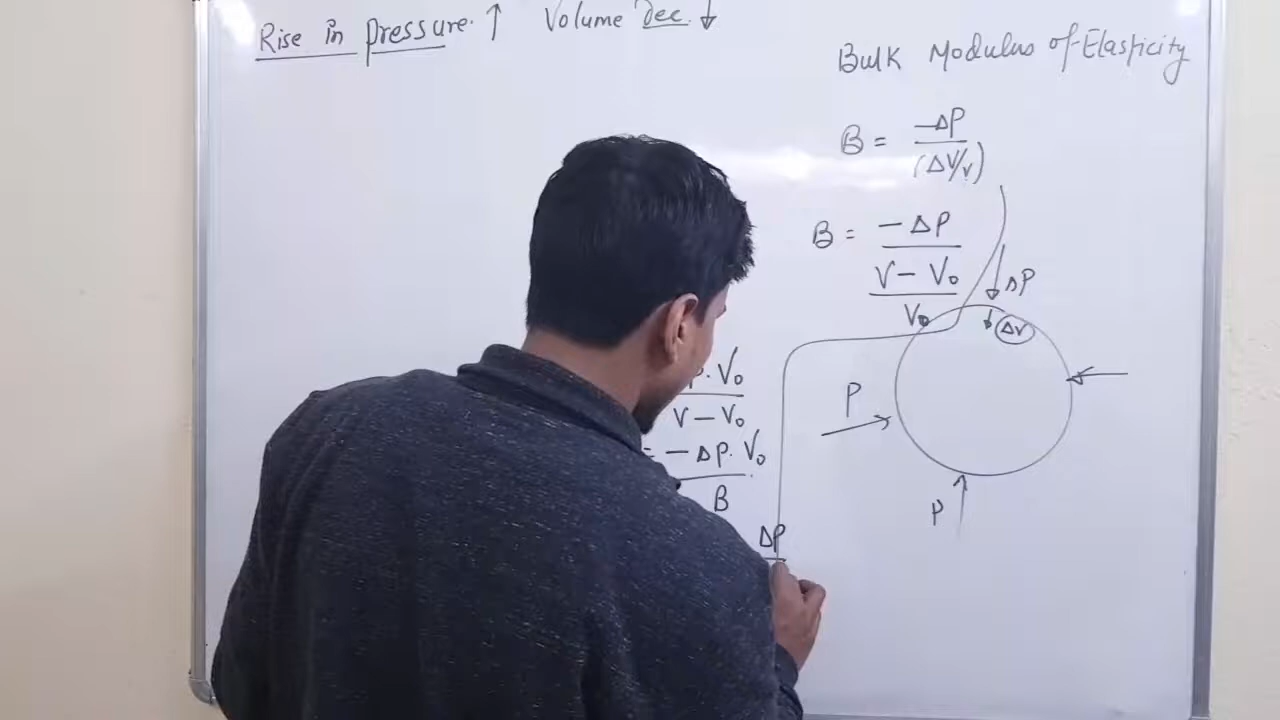 Rise in pressure. ↑ Volume Dec. ↓
Bulk Modulus of Elasticity
B = -ΔP
(ΔV/V)
B = - ΔP
V - V₀
V₀
ΔP
ΔV
P
P
. V₀
V - V₀
= - ΔP. V₀
B
ΔP